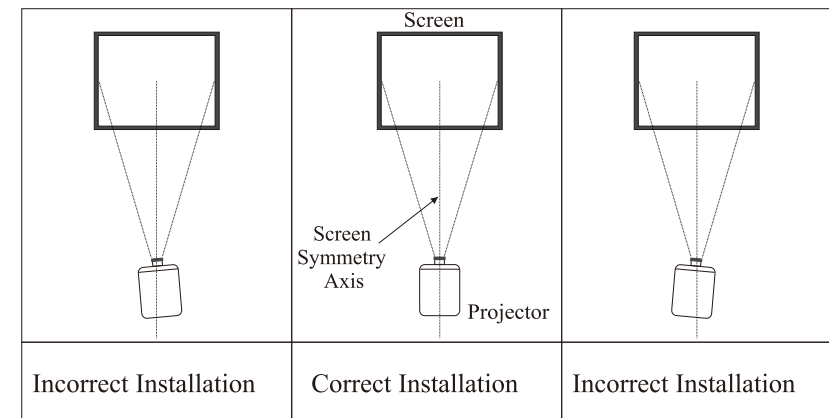 Screen
Screen
Symmetry
Axis
Projector
Incorrect Installation
Correct Installation
Incorrect Installation